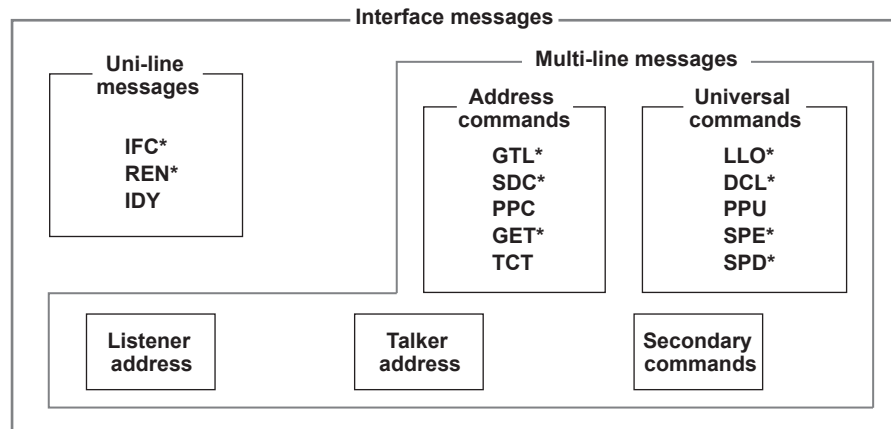 Interface messages
Uni-line
messages
IFC*
REN*
IDY
Multi-line messages
Address
commands
GTL*
SDC*
PPC
GET*
TCT
Universal
commands
LLO*
DCL*
PPU
SPE*
SPD*
Listener
address
Talker
address
Secondary
commands